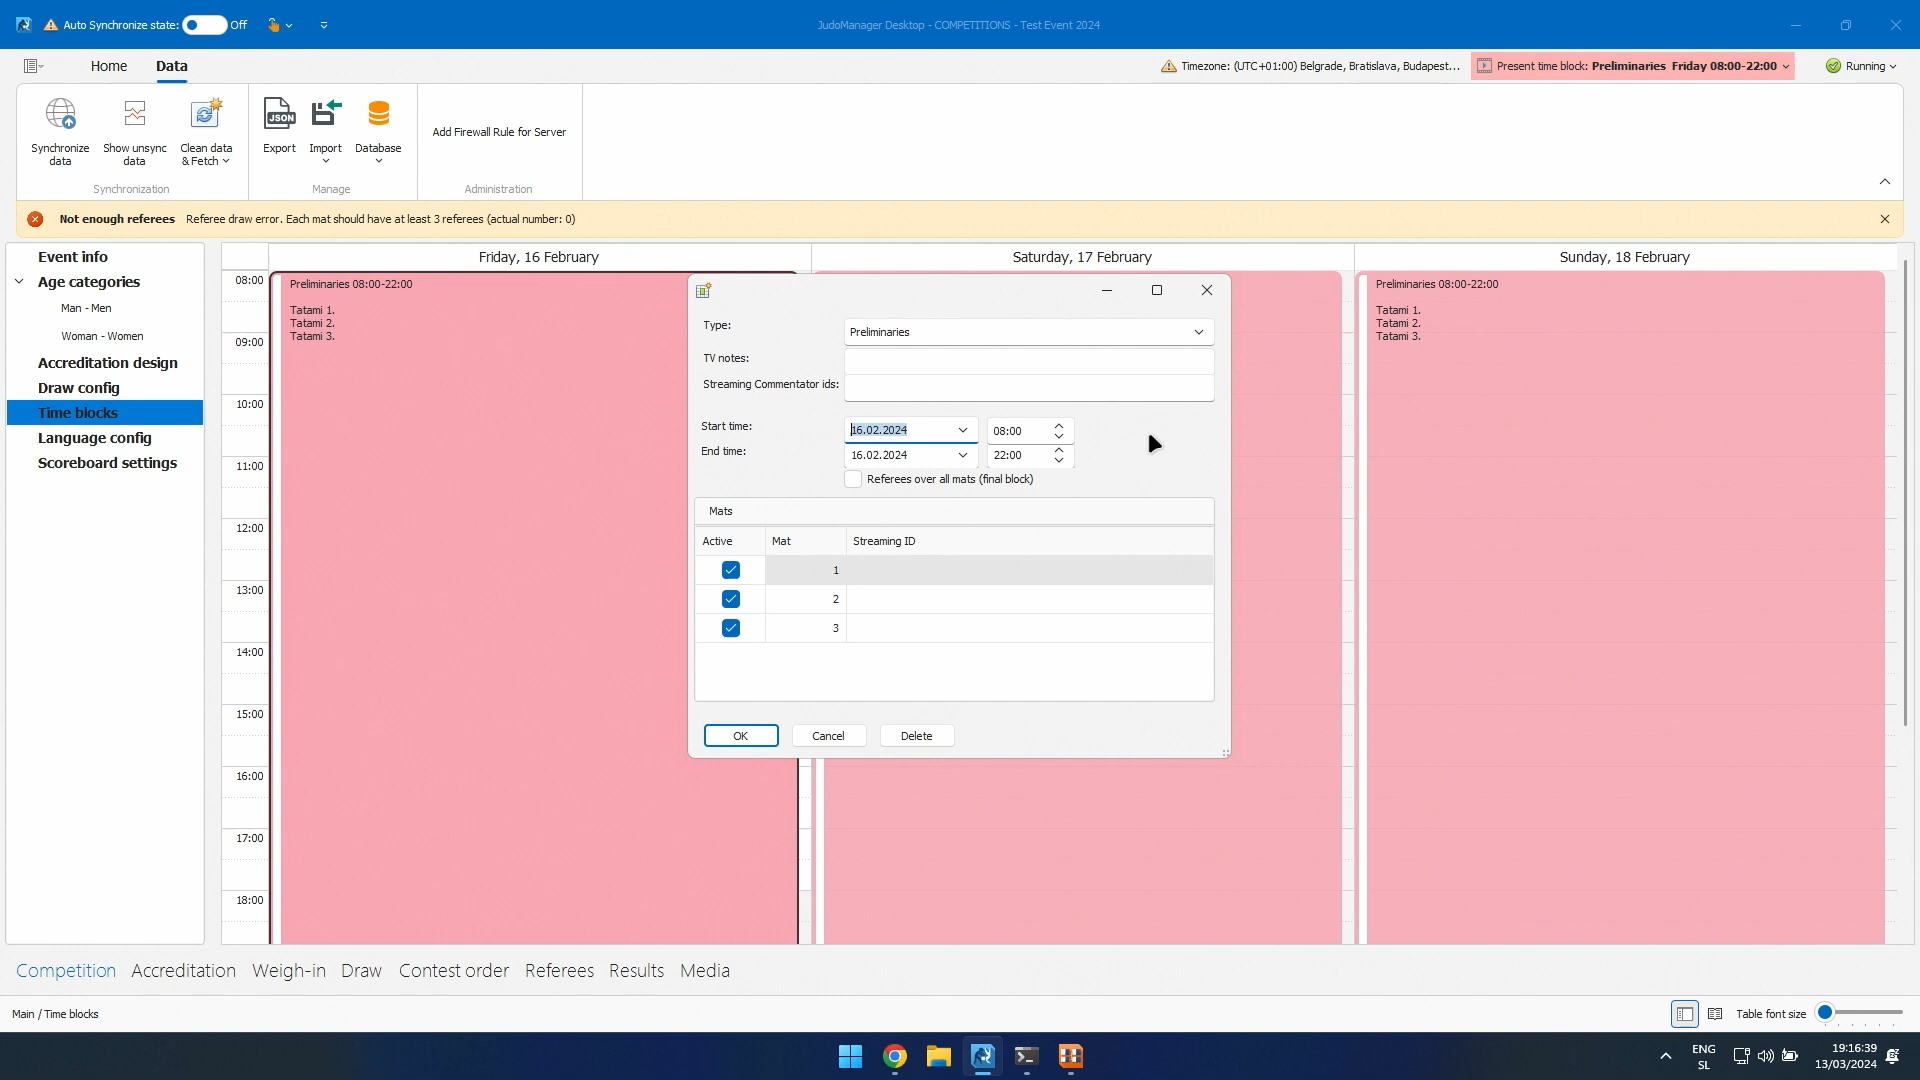 Auto Synchronize state: Off
JudoManager Desktop - COMPETITIONS - Test Event 2024
Home Data
Timezone: (UTC+01:00) Belgrade, Bratislava, Budapest...
Present time block: Preliminaries Friday 08:00-22:00
Running
Synchronize data
Show unsync data
Clean data & Fetch
JSON
Export
Import
Database
Add Firewall Rule for Server
Synchronization
Manage
Administration
Not enough referees Referee draw error. Each mat should have at least 3 referees (actual number: 0)
Event info
Age categories
Man - Men
Woman - Women
Accreditation design
Draw config
Time blocks
Language config
Scoreboard settings
Friday, 16 February
Saturday, 17 February
Sunday, 18 February
08:00
09:00
10:00
11:00
12:00
13:00
14:00
15:00
16:00
17:00
18:00
Preliminaries 08:00-22:00
Tatami 1.
Tatami 2.
Tatami 3.
Type: Preliminaries
TV notes:
Streaming Commentator ids:
Start time: 16.02.2024 08:00
End time: 16.02.2024 22:00
Referees over all mats (final block)
Mats
Active Mat Streaming ID
1
2
3
OK Cancel Delete
Preliminaries 08:00-22:00
Tatami 1.
Tatami 2.
Tatami 3.
Competition Accreditation Weigh-in Draw Contest order Referees Results Media
Main / Time blocks
Table font size
ENG
SL
19:16:39
13/03/2024